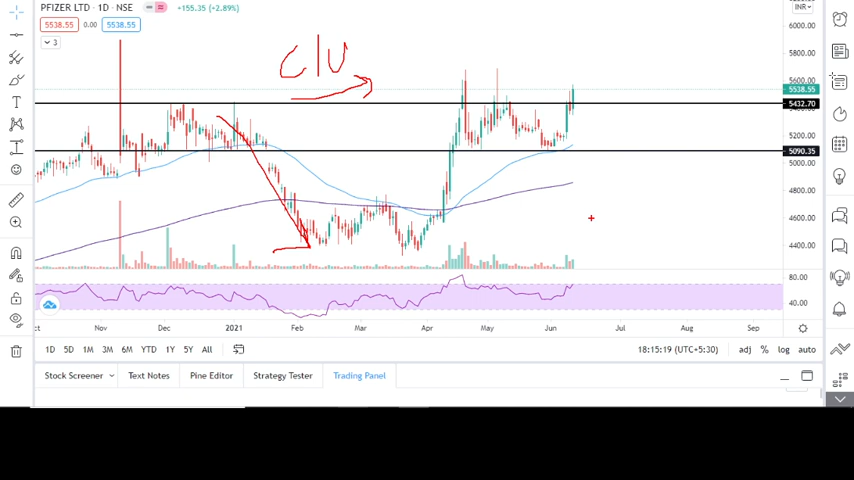 PFIZER LTD · 1D · NSE
+155.35 (+2.89%)
INR
5538.55 0.00 5538.55
3
6000.00
5800.00
5600.00
5538.55
5432.70
5200.00
5090.35
5000.00
4800.00
4600.00
4400.00
80.00
40.00
Nov Dec 2021 Feb Mar Apr May Jun Jul Aug Sep
1D 5D 1M 3M 6M YTD 1Y 5Y All
18:15:19 (UTC+5:30) adj % log auto
Stock Screener Text Notes Pine Editor Strategy Tester Trading Panel